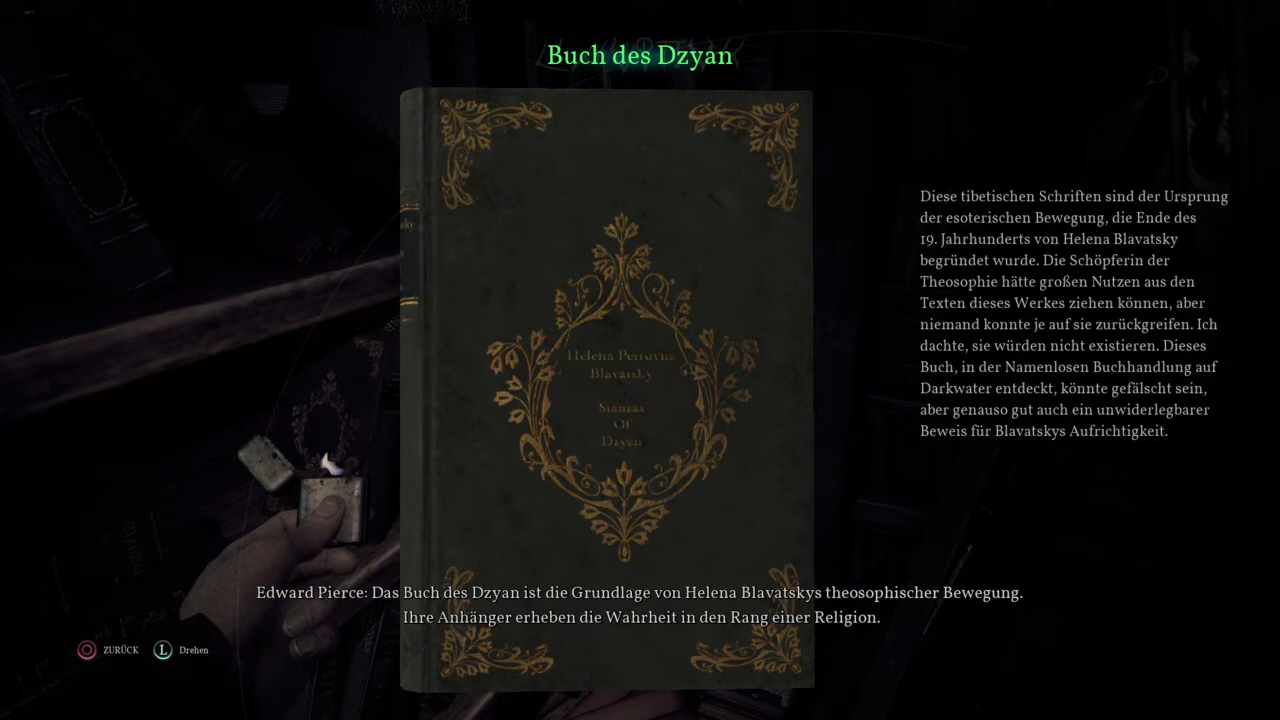 Buch des Dzyan
Helena Petrovna
Blavatsky
Stanzas
Of
Dzyan
Diese tibetischen Schriften sind der Ursprung
der esoterischen Bewegung, die Ende des
19. Jahrhunderts von Helena Blavatsky
begründet wurde. Die Schöpferin der
Theosophie hätte großen Nutzen aus den
Texten dieses Werkes ziehen können, aber
niemand konnte je auf sie zurückgreifen. Ich
dachte, sie würden nicht existieren. Dieses
Buch, in der Namenlosen Buchhandlung auf
Darkwater entdeckt, könnte gefälscht sein,
aber genauso gut auch ein unwiderlegbarer
Beweis für Blavatskys Aufrichtigkeit.
Edward Pierce: Das Buch des Dzyan ist die Grundlage von Helena Blavatskys theosophischer Bewegung.
Ihre Anhänger erheben die Wahrheit in den Rang einer Religion.
ZURÜCK
L Drehen